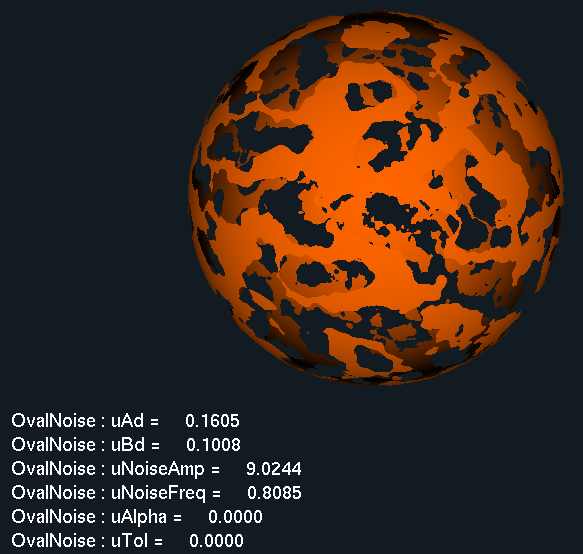 OvalNoise : uAd = 0.1605
OvalNoise : uBd = 0.1008
OvalNoise : uNoiseAmp = 9.0244
OvalNoise : uNoiseFreq = 0.8085
OvalNoise : uAlpha = 0.0000
OvalNoise : uTol = 0.0000